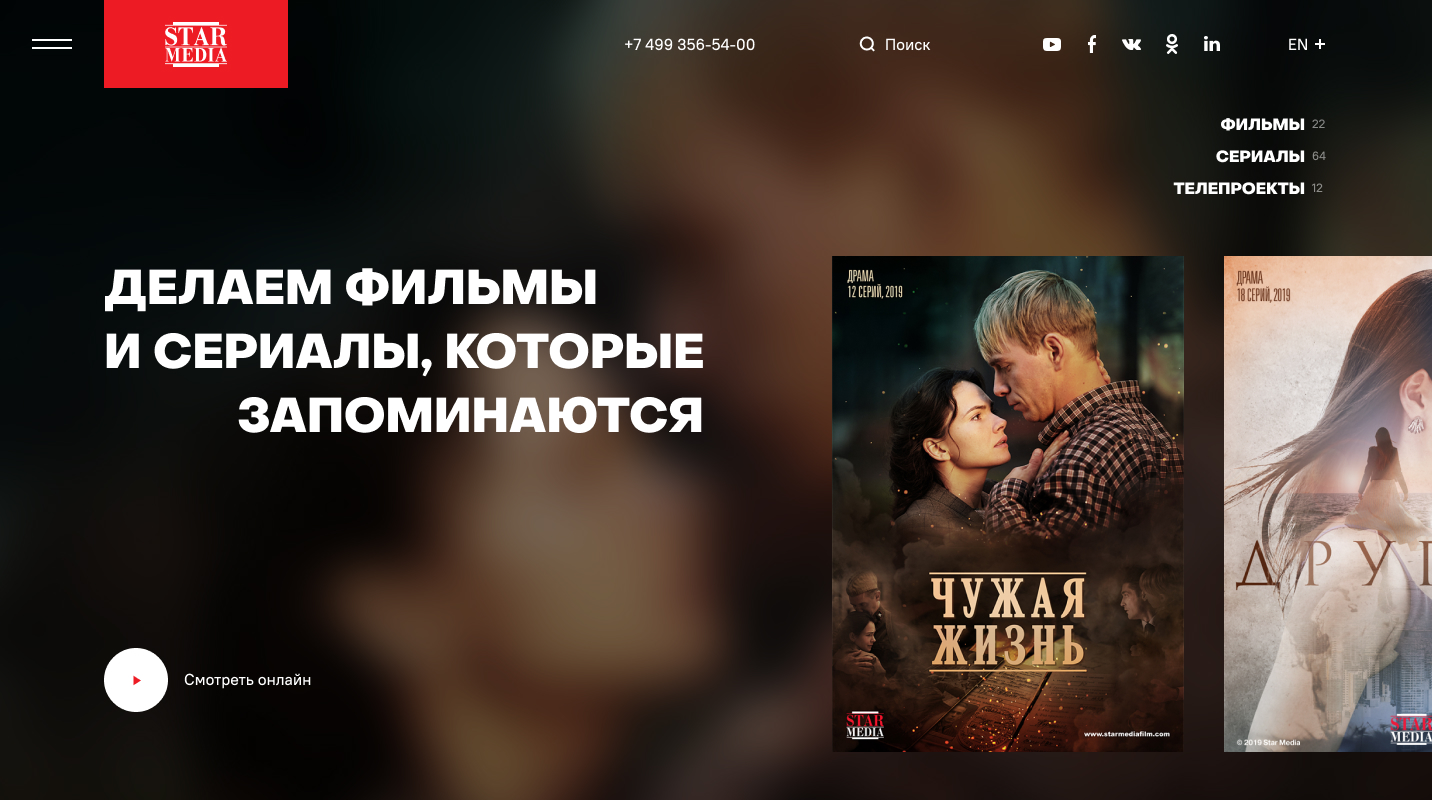 STAR
MEDIA
+7 499 356-54-00
Поиск
EN +
ФИЛЬМЫ 22
СЕРИАЛЫ 64
ТЕЛЕПРОЕКТЫ 12
ДЕЛАЕМ ФИЛЬМЫ
И СЕРИАЛЫ, КОТОРЫЕ
ЗАПОМИНАЮТСЯ
Смотреть онлайн
ДРАМА
12 СЕРИЙ, 2019
ЧУЖАЯ
ЖИЗНЬ
STAR
MEDIA
www.starmediafilm.com
ДРАМА
18 СЕРИЙ, 2019
ДРУГ
© 2019 Star Media
STAR
MEDIA